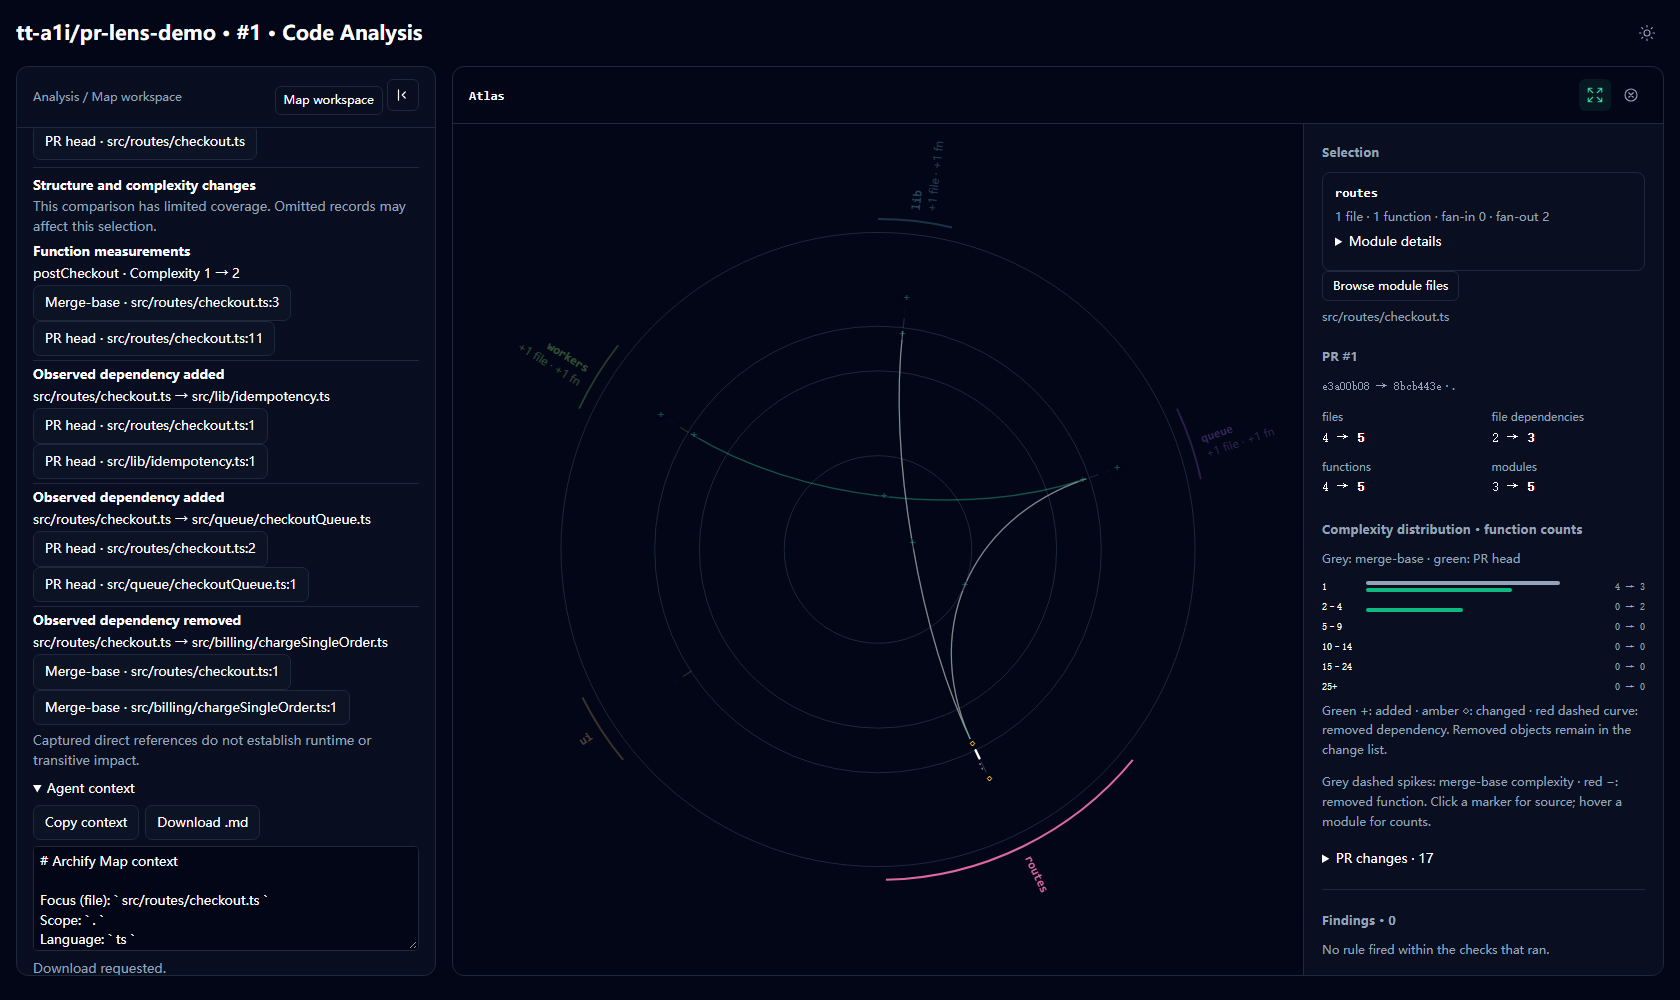 tt-a1i/pr-lens-demo • #1 • Code Analysis
Analysis / Map workspace
Map workspace
PR head · src/routes/checkout.ts
Structure and complexity changes
This comparison has limited coverage. Omitted records may
affect this selection.
Function measurements
postCheckout · Complexity 1 → 2
Merge-base · src/routes/checkout.ts:3
PR head · src/routes/checkout.ts:11
Observed dependency added
src/routes/checkout.ts → src/lib/idempotency.ts
PR head · src/routes/checkout.ts:1
PR head · src/lib/idempotency.ts:1
Observed dependency added
src/routes/checkout.ts → src/queue/checkoutQueue.ts
PR head · src/routes/checkout.ts:2
PR head · src/queue/checkoutQueue.ts:1
Observed dependency removed
src/routes/checkout.ts → src/billing/chargeSingleOrder.ts
Merge-base · src/routes/checkout.ts:1
Merge-base · src/billing/chargeSingleOrder.ts:1
Captured direct references do not establish runtime or
transitive impact.
▼ Agent context
Copy context
Download .md
# Archify Map context
Focus (file): ` src/routes/checkout.ts `
Scope: ` . `
Language: ` ts `
Download requested.
Atlas
lib
+1 file · +1 fn
workers
+1 file · +1 fn
queue
+1 file · +1 fn
ui
routes
Selection
routes
1 file · 1 function · fan-in 0 · fan-out 2
▶ Module details
Browse module files
src/routes/checkout.ts
PR #1
e3a00b08 → 8bcb443e · .
files
4 → 5
file dependencies
2 → 3
functions
4 → 5
modules
3 → 5
Complexity distribution • function counts
Grey: merge-base · green: PR head
1 4 → 3
2–4 0 → 2
5–9 0 → 0
10–14 0 → 0
15–24 0 → 0
25+ 0 → 0
Green +: added · amber ◇: changed · red dashed curve:
removed dependency. Removed objects remain in the
change list.
Grey dashed spikes: merge-base complexity · red −:
removed function. Click a marker for source; hover a
module for counts.
▶ PR changes · 17
Findings • 0
No rule fired within the checks that ran.